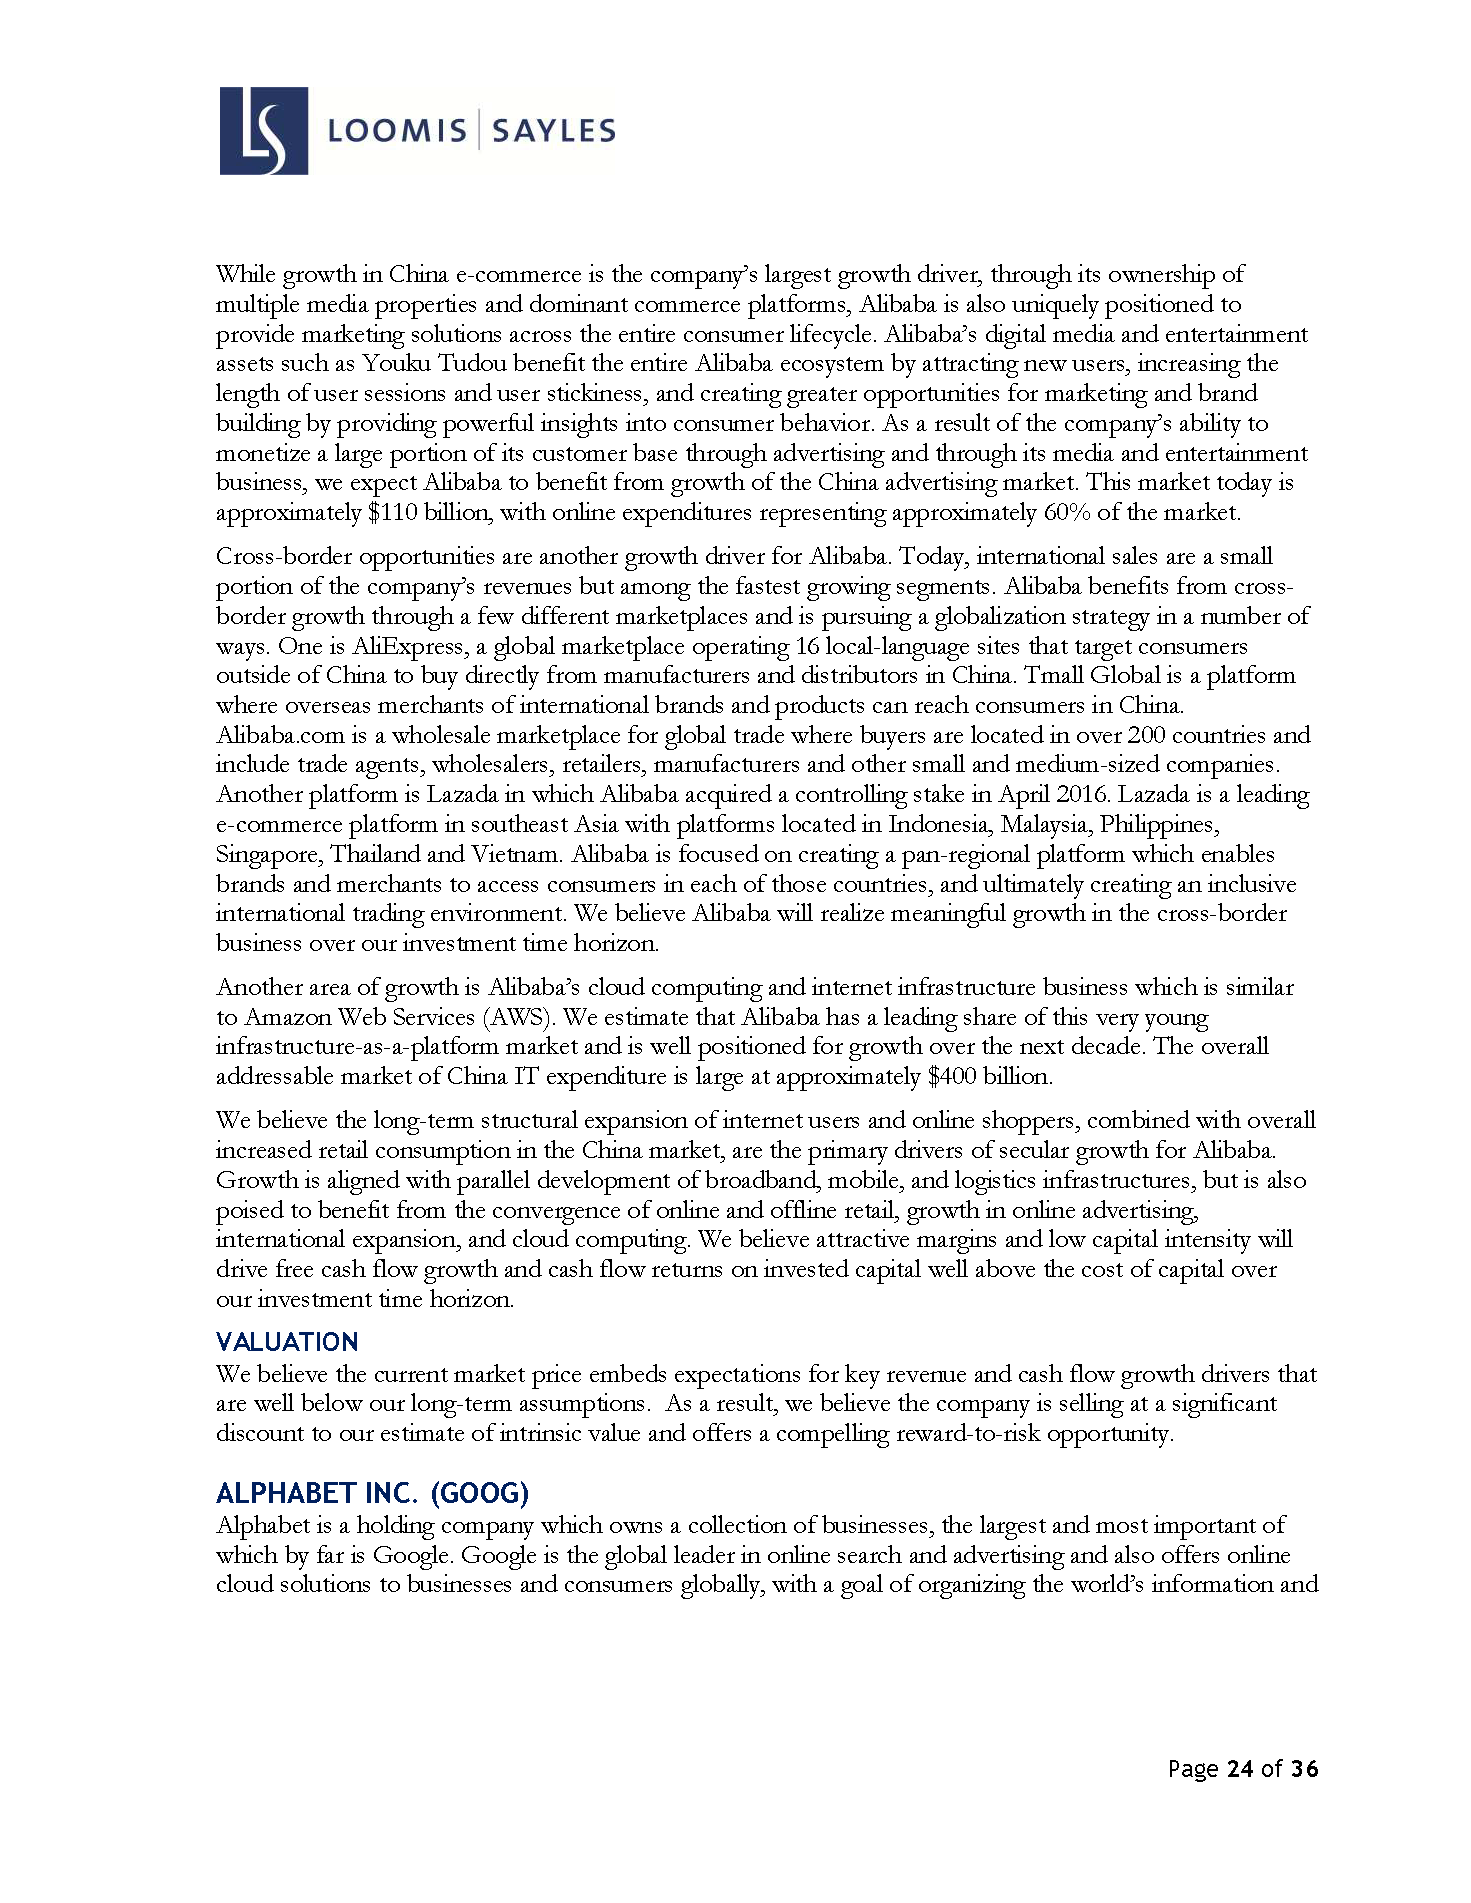 LS LOOMIS | SAYLES
While growth in China e-commerce is the company’s largest growth driver, through its ownership of
multiple media properties and dominant commerce platforms, Alibaba is also uniquely positioned to
provide marketing solutions across the entire consumer lifecycle. Alibaba’s digital media and entertainment
assets such as Youku Tudou benefit the entire Alibaba ecosystem by attracting new users, increasing the
length of user sessions and user stickiness, and creating greater opportunities for marketing and brand
building by providing powerful insights into consumer behavior. As a result of the company’s ability to
monetize a large portion of its customer base through advertising and through its media and entertainment
business, we expect Alibaba to benefit from growth of the China advertising market. This market today is
approximately $110 billion, with online expenditures representing approximately 60% of the market.
Cross-border opportunities are another growth driver for Alibaba. Today, international sales are a small
portion of the company’s revenues but among the fastest growing segments. Alibaba benefits from cross-
border growth through a few different marketplaces and is pursuing a globalization strategy in a number of
ways. One is AliExpress, a global marketplace operating 16 local-language sites that target consumers
outside of China to buy directly from manufacturers and distributors in China. Tmall Global is a platform
where overseas merchants of international brands and products can reach consumers in China.
Alibaba.com is a wholesale marketplace for global trade where buyers are located in over 200 countries and
include trade agents, wholesalers, retailers, manufacturers and other small and medium-sized companies.
Another platform is Lazada in which Alibaba acquired a controlling stake in April 2016. Lazada is a leading
e-commerce platform in southeast Asia with platforms located in Indonesia, Malaysia, Philippines,
Singapore, Thailand and Vietnam. Alibaba is focused on creating a pan-regional platform which enables
brands and merchants to access consumers in each of those countries, and ultimately creating an inclusive
international trading environment. We believe Alibaba will realize meaningful growth in the cross-border
business over our investment time horizon.
Another area of growth is Alibaba’s cloud computing and internet infrastructure business which is similar
to Amazon Web Services (AWS). We estimate that Alibaba has a leading share of this very young
infrastructure-as-a-platform market and is well positioned for growth over the next decade. The overall
addressable market of China IT expenditure is large at approximately $400 billion.
We believe the long-term structural expansion of internet users and online shoppers, combined with overall
increased retail consumption in the China market, are the primary drivers of secular growth for Alibaba.
Growth is aligned with parallel development of broadband, mobile, and logistics infrastructures, but is also
poised to benefit from the convergence of online and offline retail, growth in online advertising,
international expansion, and cloud computing. We believe attractive margins and low capital intensity will
drive free cash flow growth and cash flow returns on invested capital well above the cost of capital over
our investment time horizon.
VALUATION
We believe the current market price embeds expectations for key revenue and cash flow growth drivers that
are well below our long-term assumptions. As a result, we believe the company is selling at a significant
discount to our estimate of intrinsic value and offers a compelling reward-to-risk opportunity.
ALPHABET INC. (GOOG)
Alphabet is a holding company which owns a collection of businesses, the largest and most important of
which by far is Google. Google is the global leader in online search and advertising and also offers online
cloud solutions to businesses and consumers globally, with a goal of organizing the world’s information and
Page 24 of 36